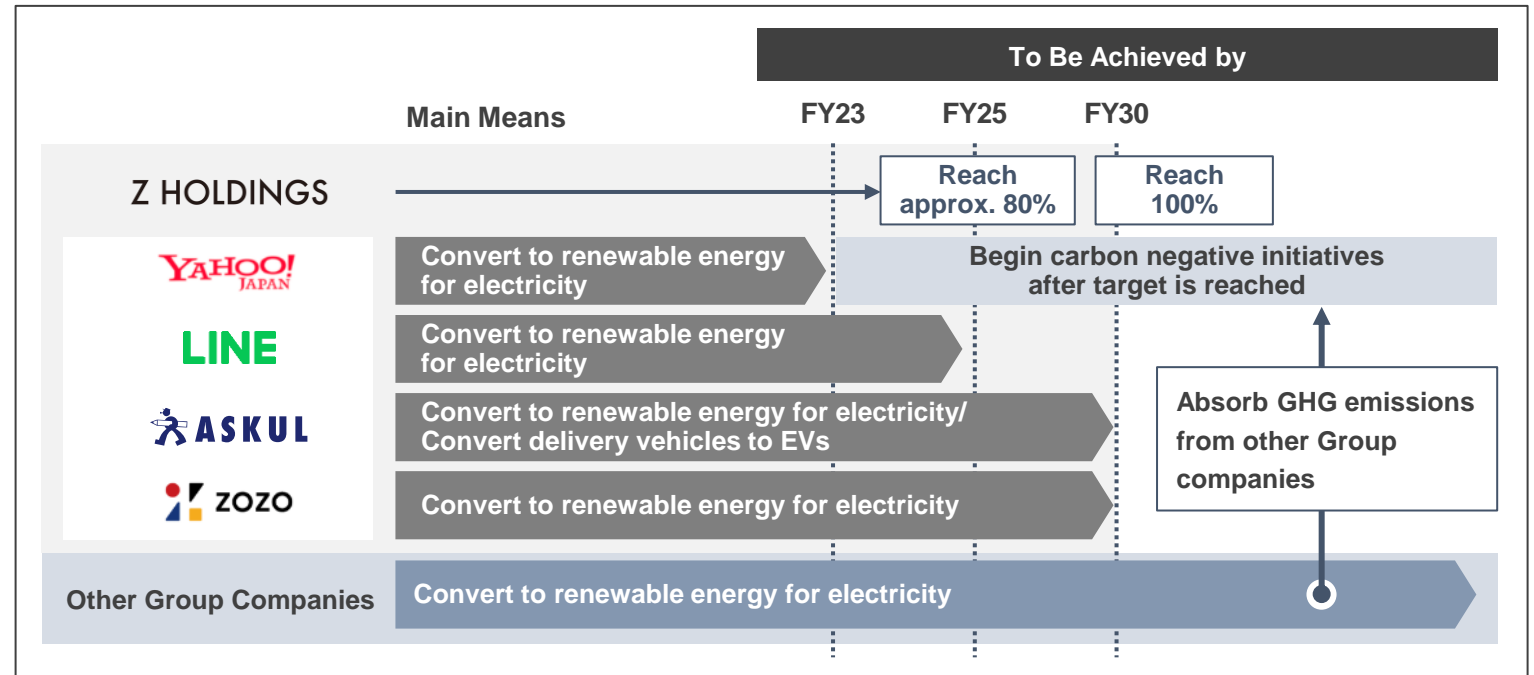 To Be Achieved by
Main Means
FY23
FY25
FY30
Z HOLDINGS
Reach
approx. 80%
Reach
100%
YAHOO!
JAPAN
Convert to renewable energy
for electricity
Begin carbon negative initiatives
after target is reached
LINE
Convert to renewable energy
for electricity
ASKUL
Convert to renewable energy for electricity/
Convert delivery vehicles to EVs
Absorb GHG emissions
from other Group
companies
ZOZO
Convert to renewable energy for electricity
Other Group Companies
Convert to renewable energy for electricity